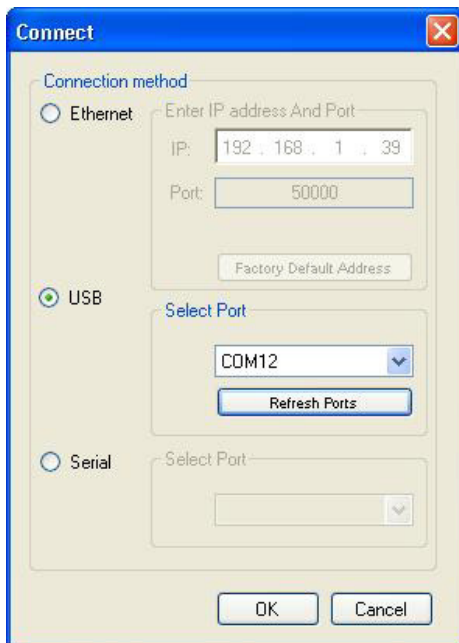 Connect
Connection method
Ethernet
Enter IP address And Port
IP: 192 . 168 . 1 . 39
Port: 50000
Factory Default Address
USB
Select Port
COM12
Refresh Ports
Serial
Select Port
OK Cancel